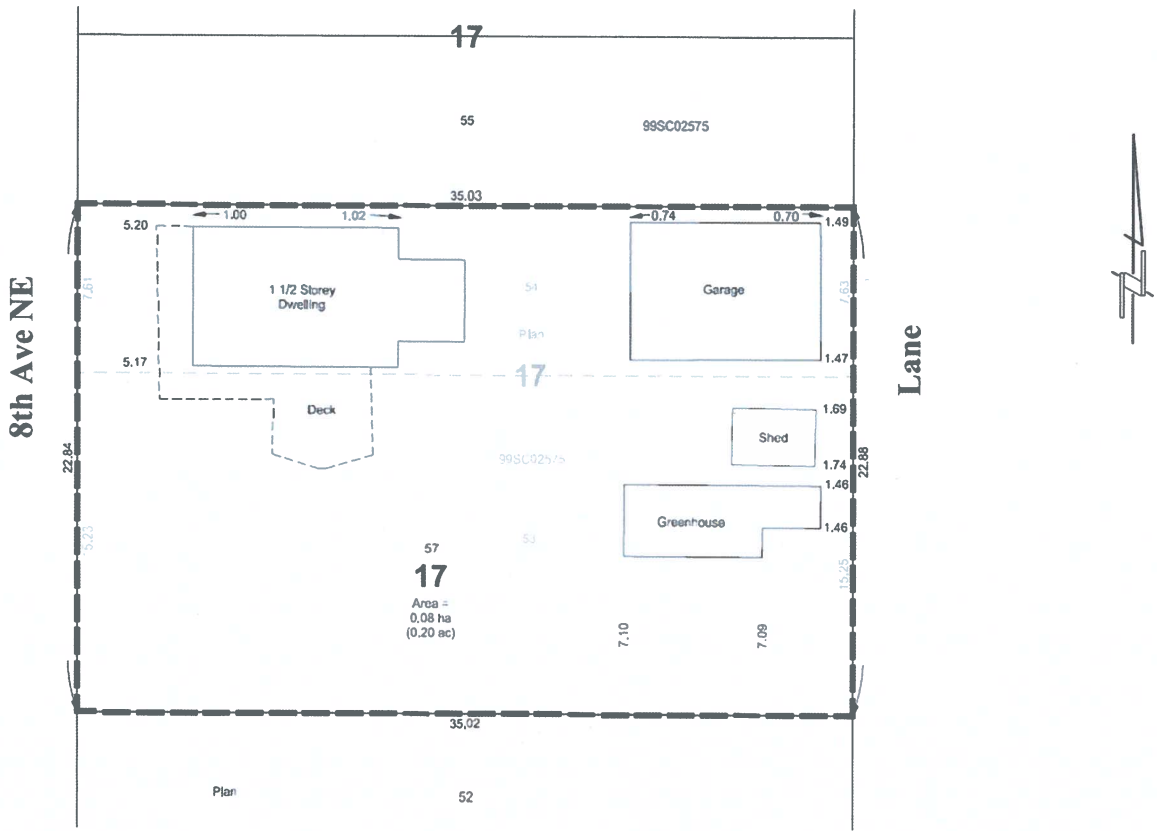 17
55
99SC02575
35.03
1.00
1.02
0.74
0.70
1.49
5.20
7.61
1 1/2 Storey
Dwelling
54
Garage
7.63
Plan
8th Ave NE
Lane
5.17
1.47
17
Deck
1.69
Shed
99SC02575
1.74
22.84
22.88
1.46
Greenhouse
1.46
53
57
17
Area =
0.08 ha
(0.20 ac)
15.25
7.10
7.09
35.02
Plan
52